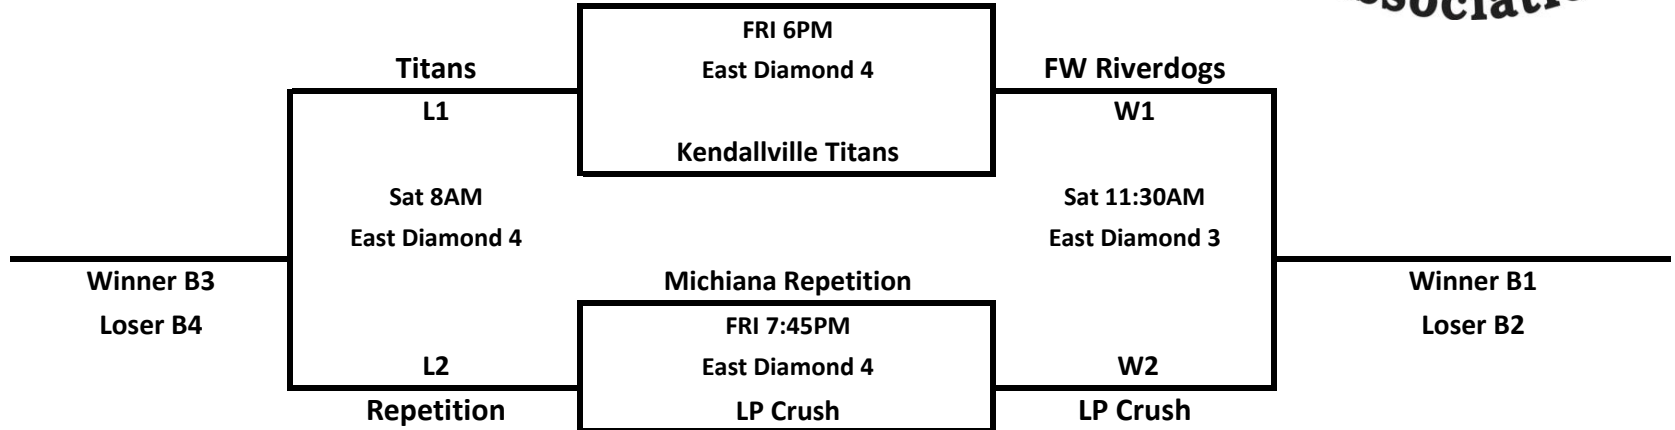 FRI 6PM
Titans
East Diamond 4
FW Riverdogs
L1
W1
Kendallville Titans
Sat 8AM
Sat 11:30AM
East Diamond 4
East Diamond 3
Winner B3
Michiana Repetition
Winner B1
Loser B4
FRI 7:45PM
Loser B2
L2
East Diamond 4
W2
Repetition
LP Crush
LP Crush